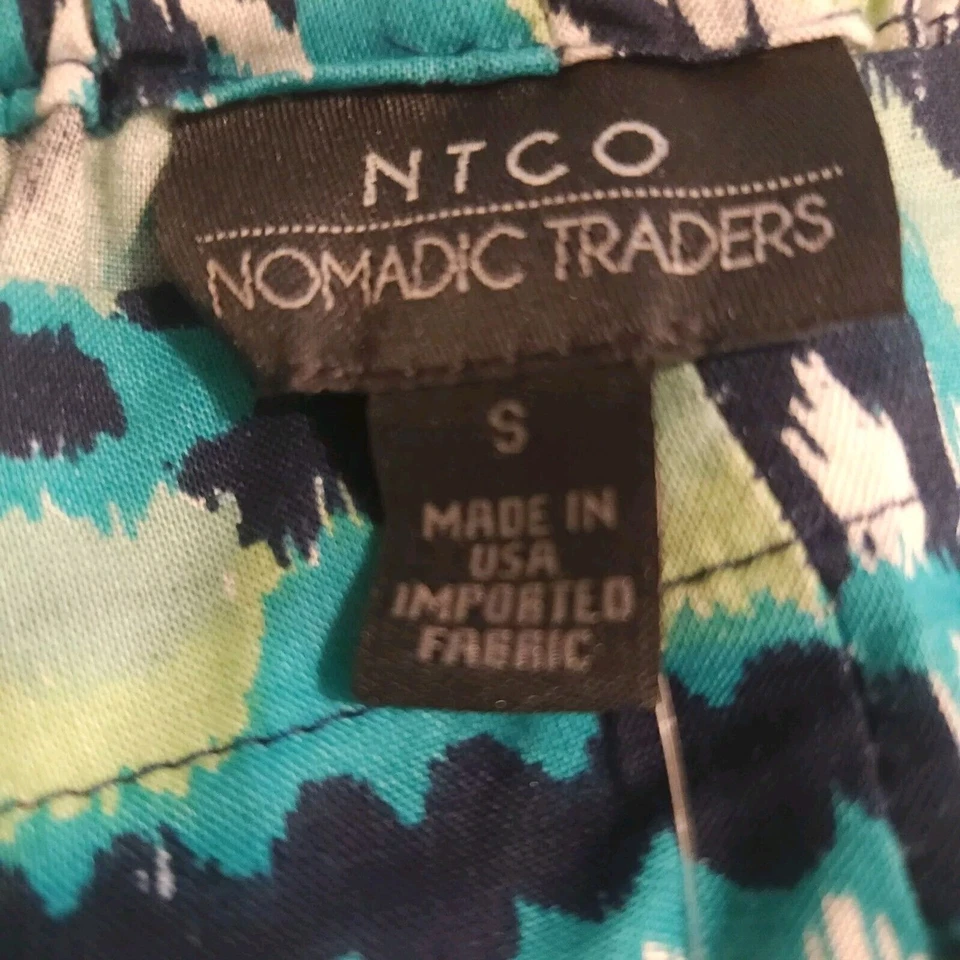 NTCO
NOMADIC TRADERS
S
MADE IN
USA
IMPORTED
FABRIC